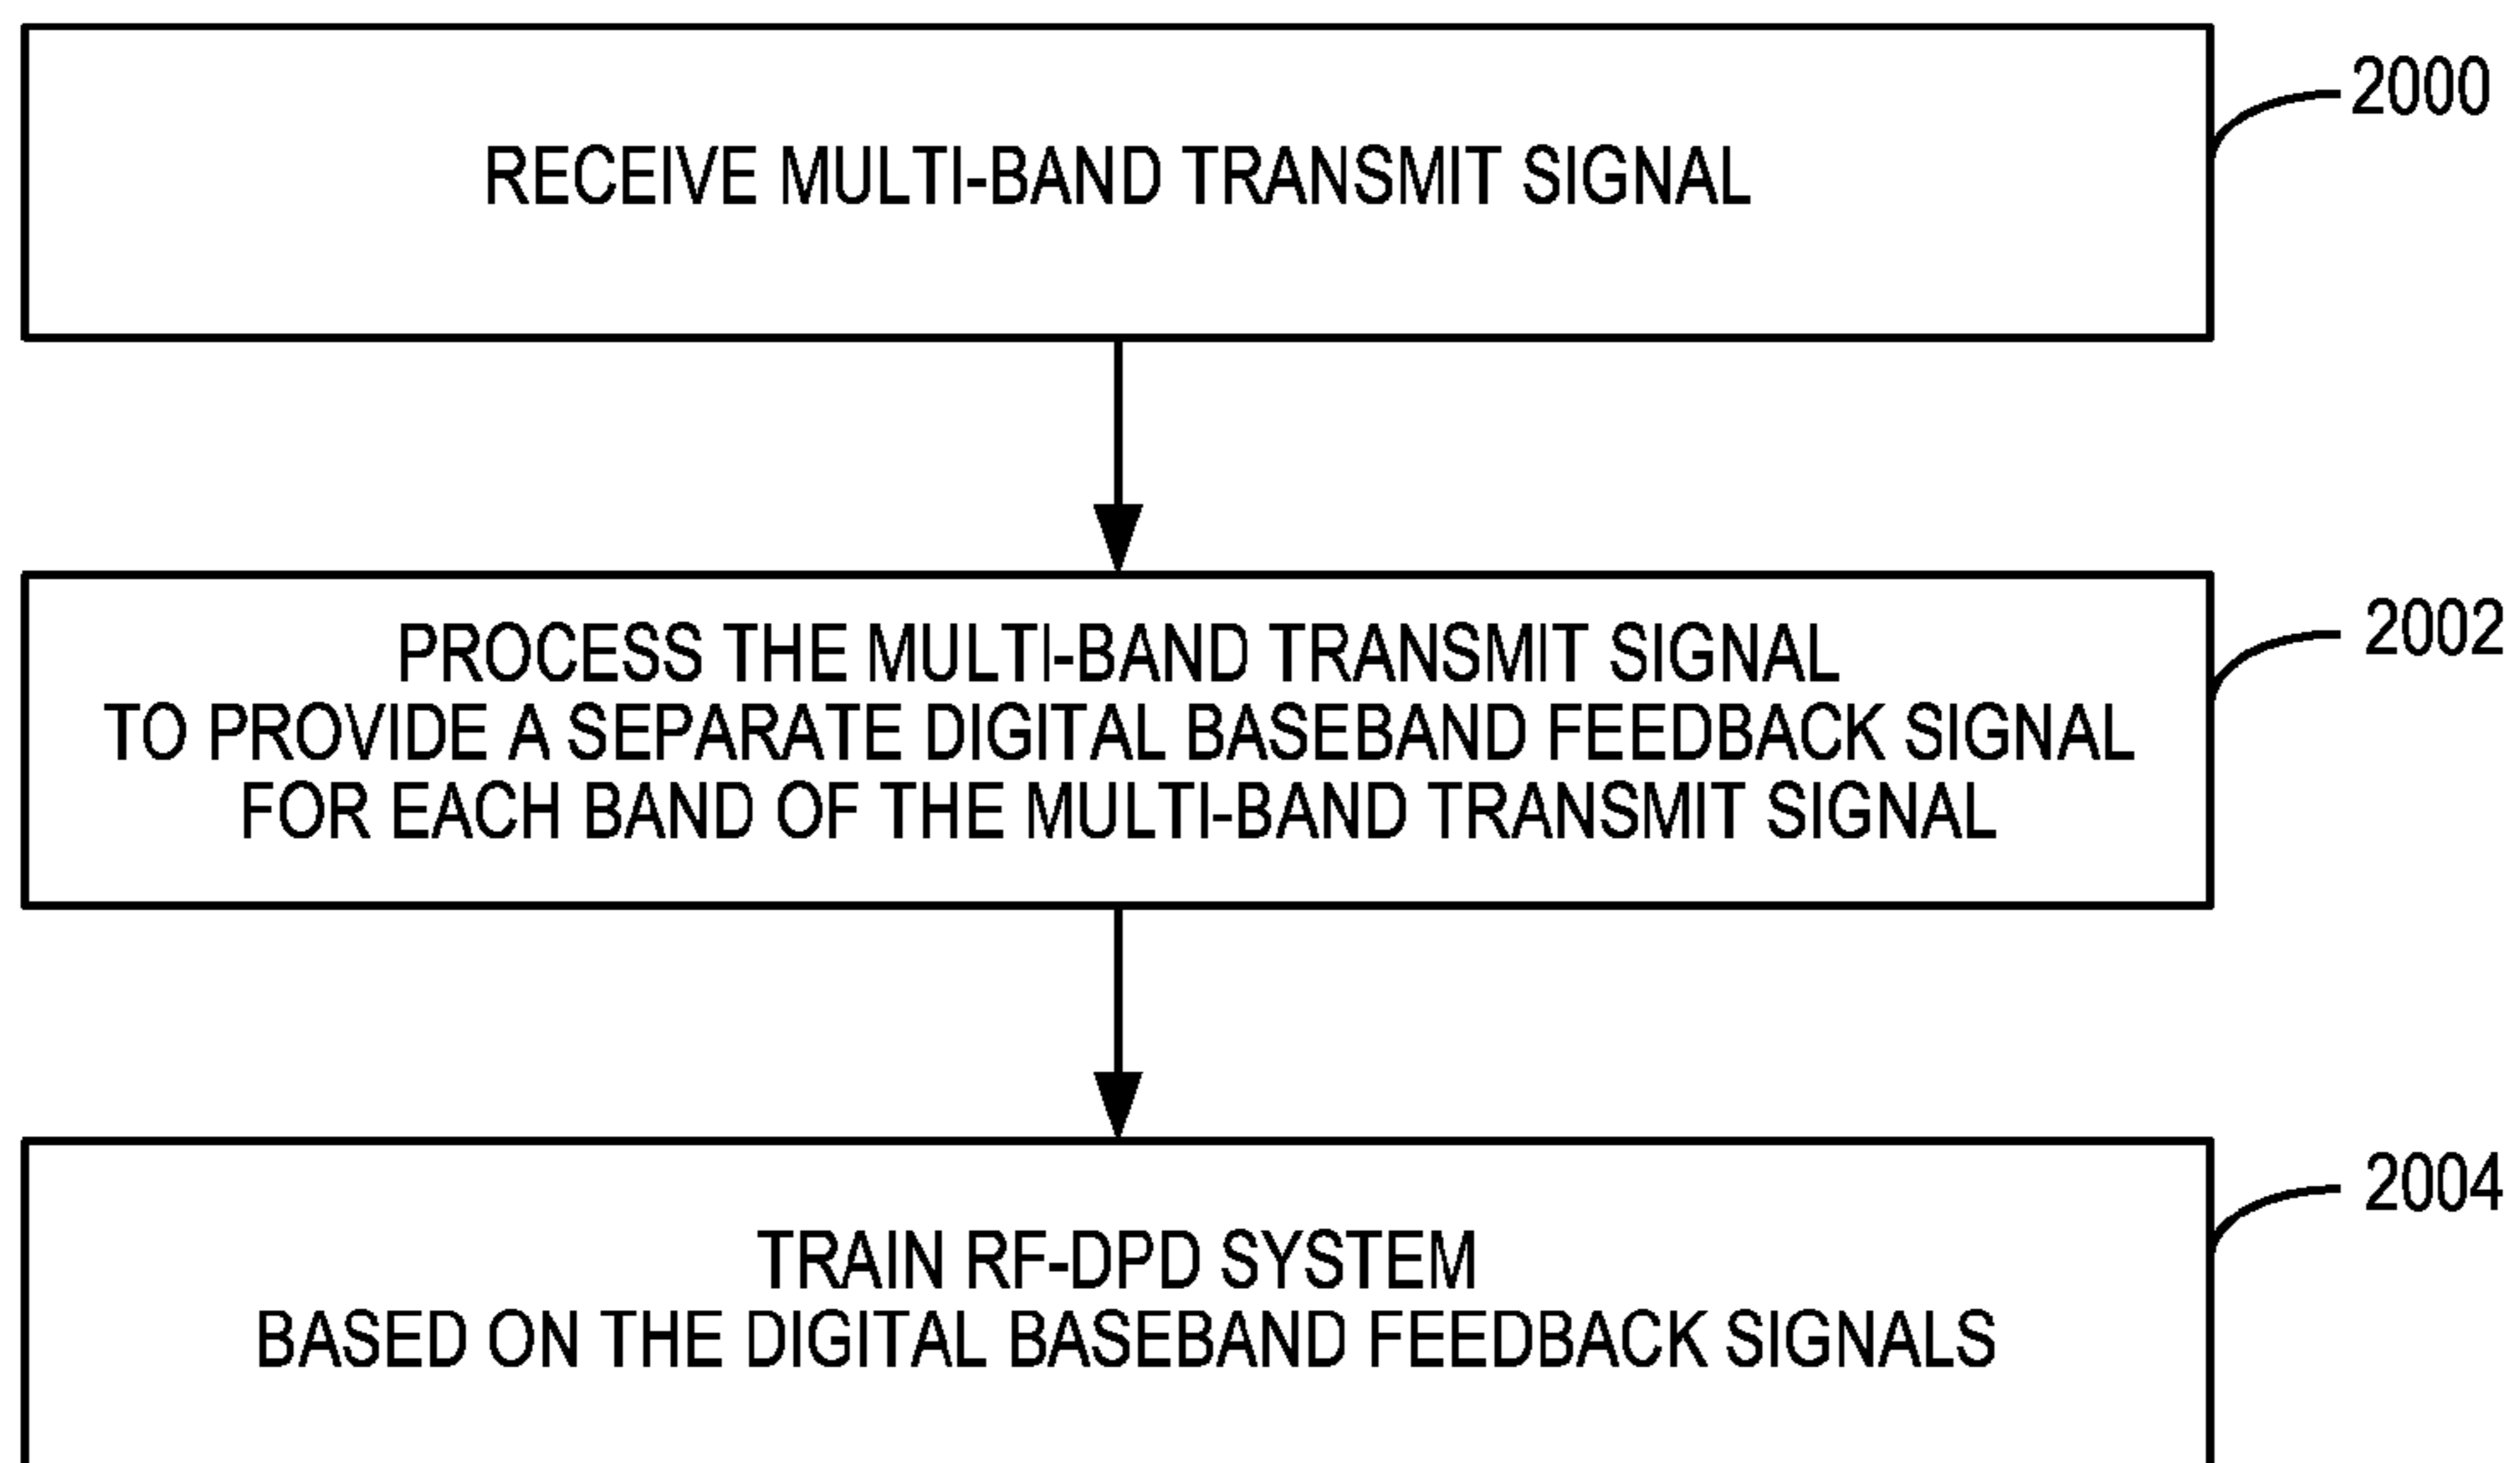 2000
RECEIVE MULTI-BAND TRANSMIT SIGNAL
2002
PROCESS THE MULTI-BAND TRANSMIT SIGNAL
TO PROVIDE A SEPARATE DIGITAL BASEBAND FEEDBACK SIGNAL
FOR EACH BAND OF THE MULTI-BAND TRANSMIT SIGNAL
2004
TRAIN RF-DPD SYSTEM
BASED ON THE DIGITAL BASEBAND FEEDBACK SIGNALS